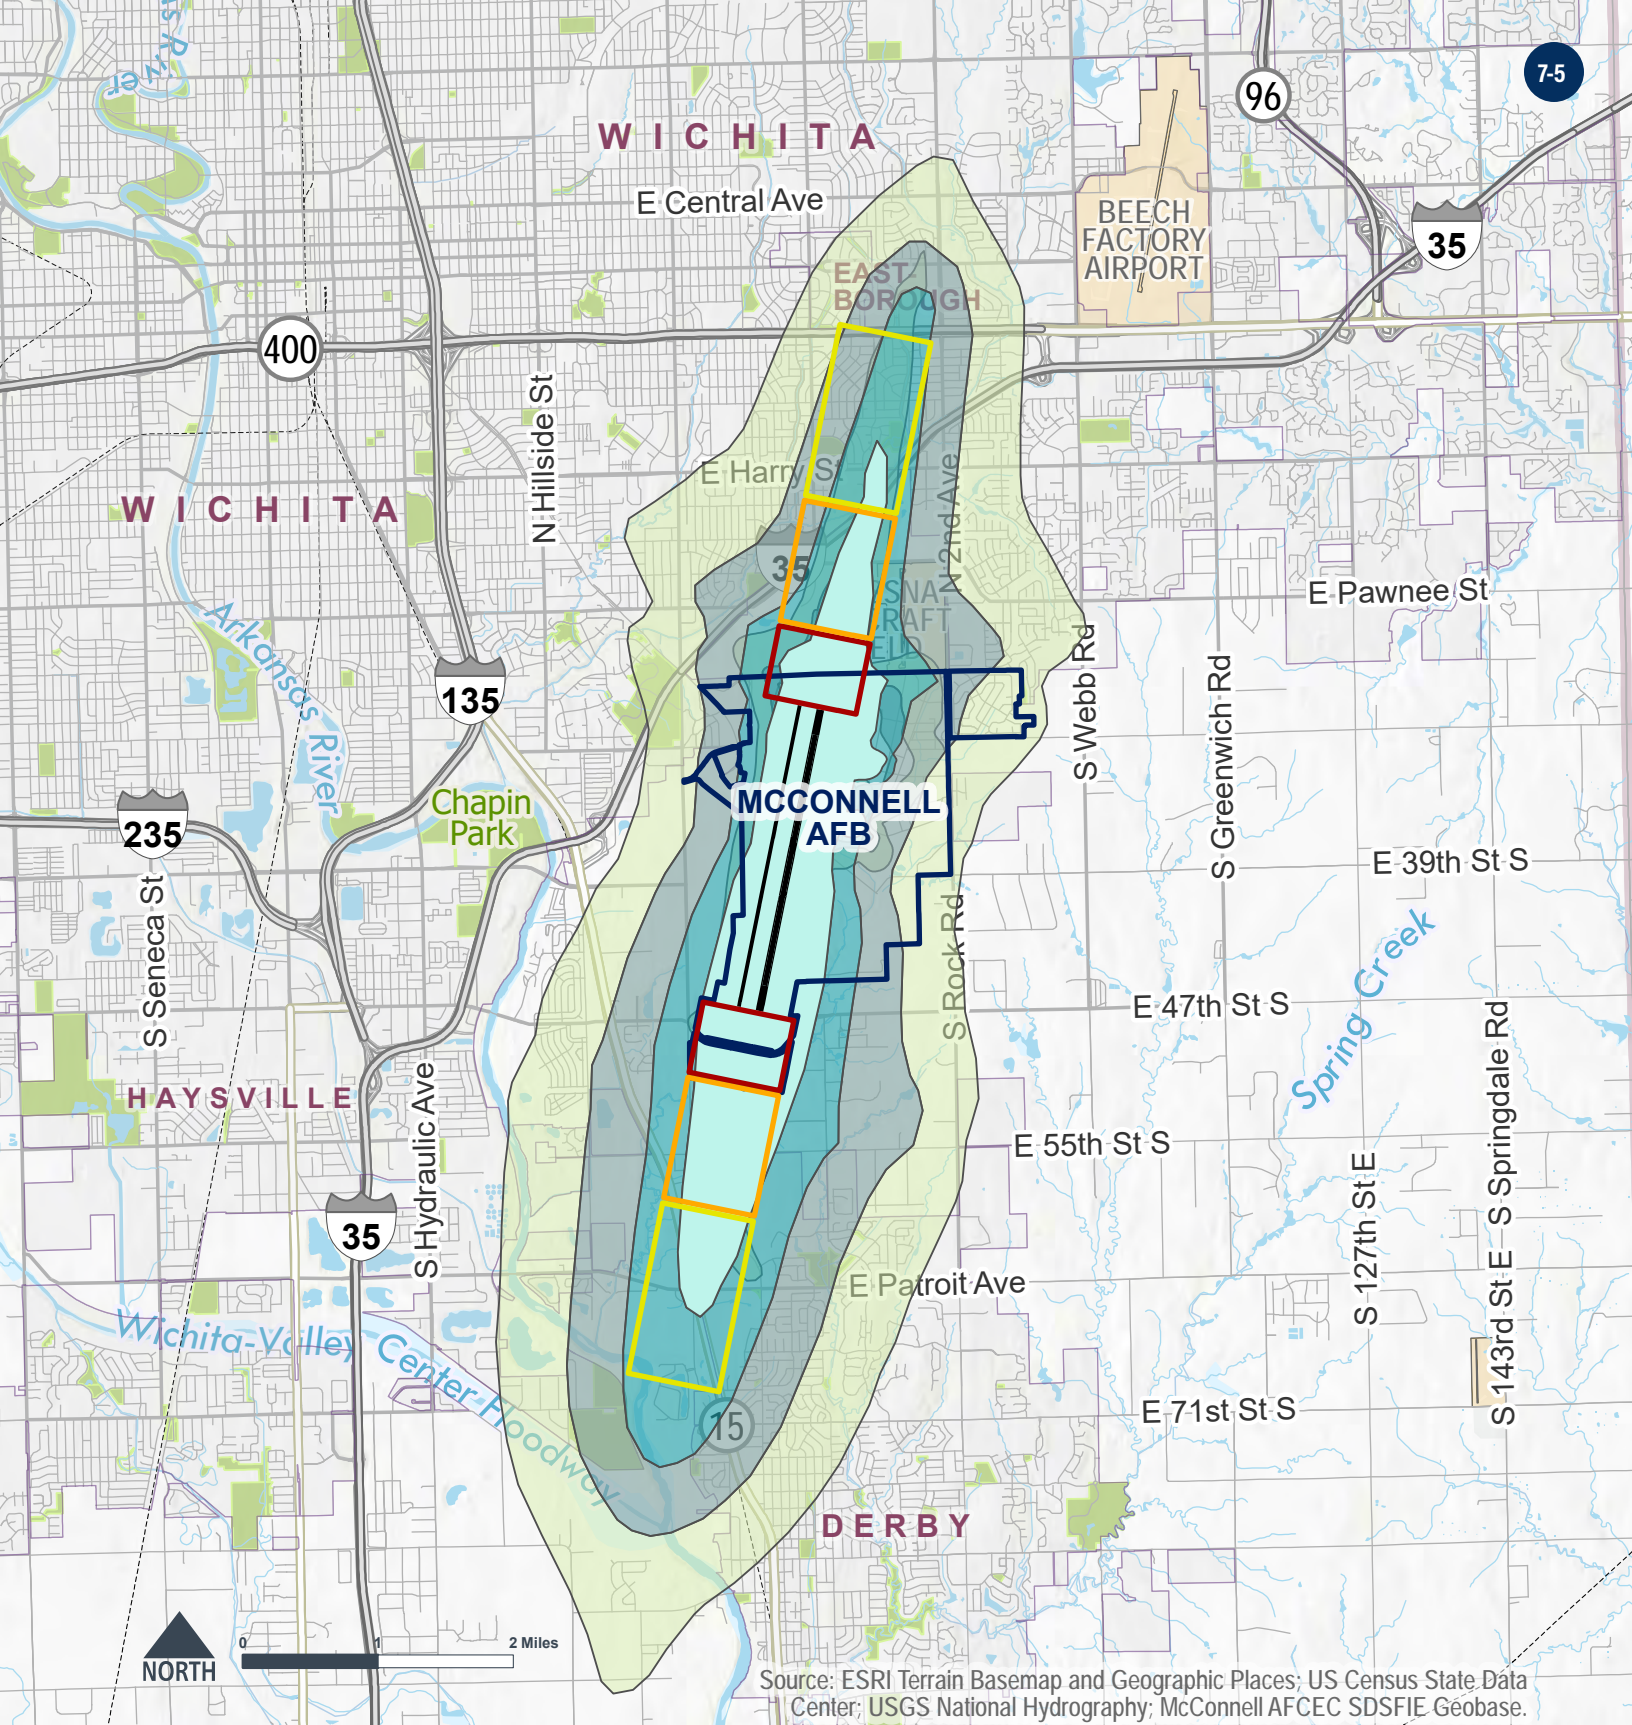 7-5
96
WICHITA
E Central Ave
BEECH
FACTORY
AIRPORT
35
EAST-
BOROUGH
400
N Hillside St
E Harry St
N 2nd Ave
WICHITA
35
SNA
RAFT
E Pawnee St
Arkansas River
135
S Webb Rd
S Greenwich Rd
MCCONNELL
AFB
Chapin
Park
235
E 39th St S
S Seneca St
S Rock Rd
Spring Creek
E 47th St S
HAYSVILLE
S Hydraulic Ave
S Springdale Rd
E 55th St S
S 127th St E
35
S 143rd St E
E Patroit Ave
Wichita-Valley Center Floodway
E 71st St S
15
DERBY
NORTH
0 1 2 Miles
Source: ESRI Terrain Basemap and Geographic Places; US Census State Data
Center; USGS National Hydrography; McConnell AFCEC SDSFIE Geobase.